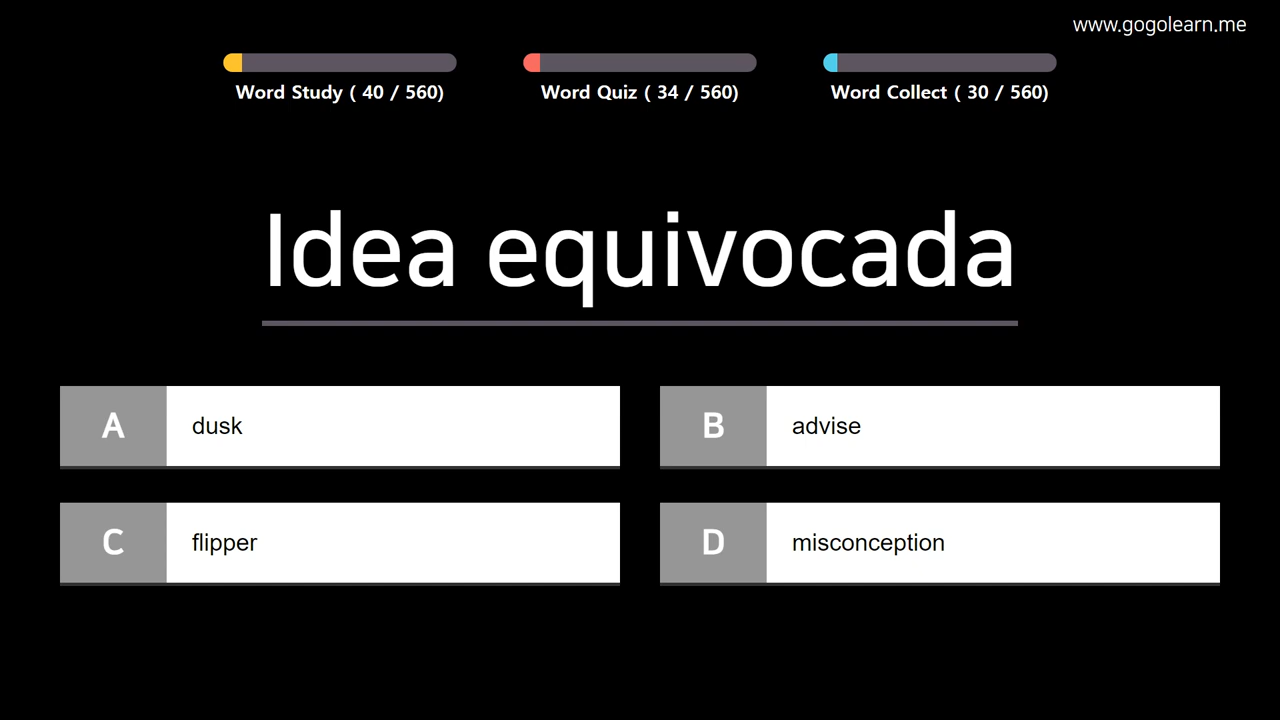 www.gogolearn.me
Word Study ( 40 / 560)
Word Quiz ( 34 / 560)
Word Collect ( 30 / 560)
Idea equivocada
A
dusk
B
advise
C
flipper
D
misconception